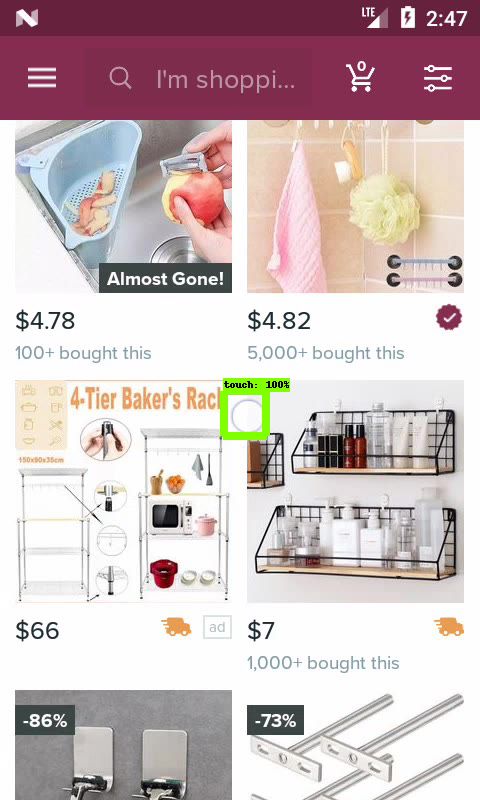 LTE
2:47
I'm shoppi...
0
Almost Gone!
$4.78
100+ bought this
$4.82
5,000+ bought this
touch: 100%
4-Tier Baker's Rack
150x90x35cm
$66
ad
$7
1,000+ bought this
-86%
-73%